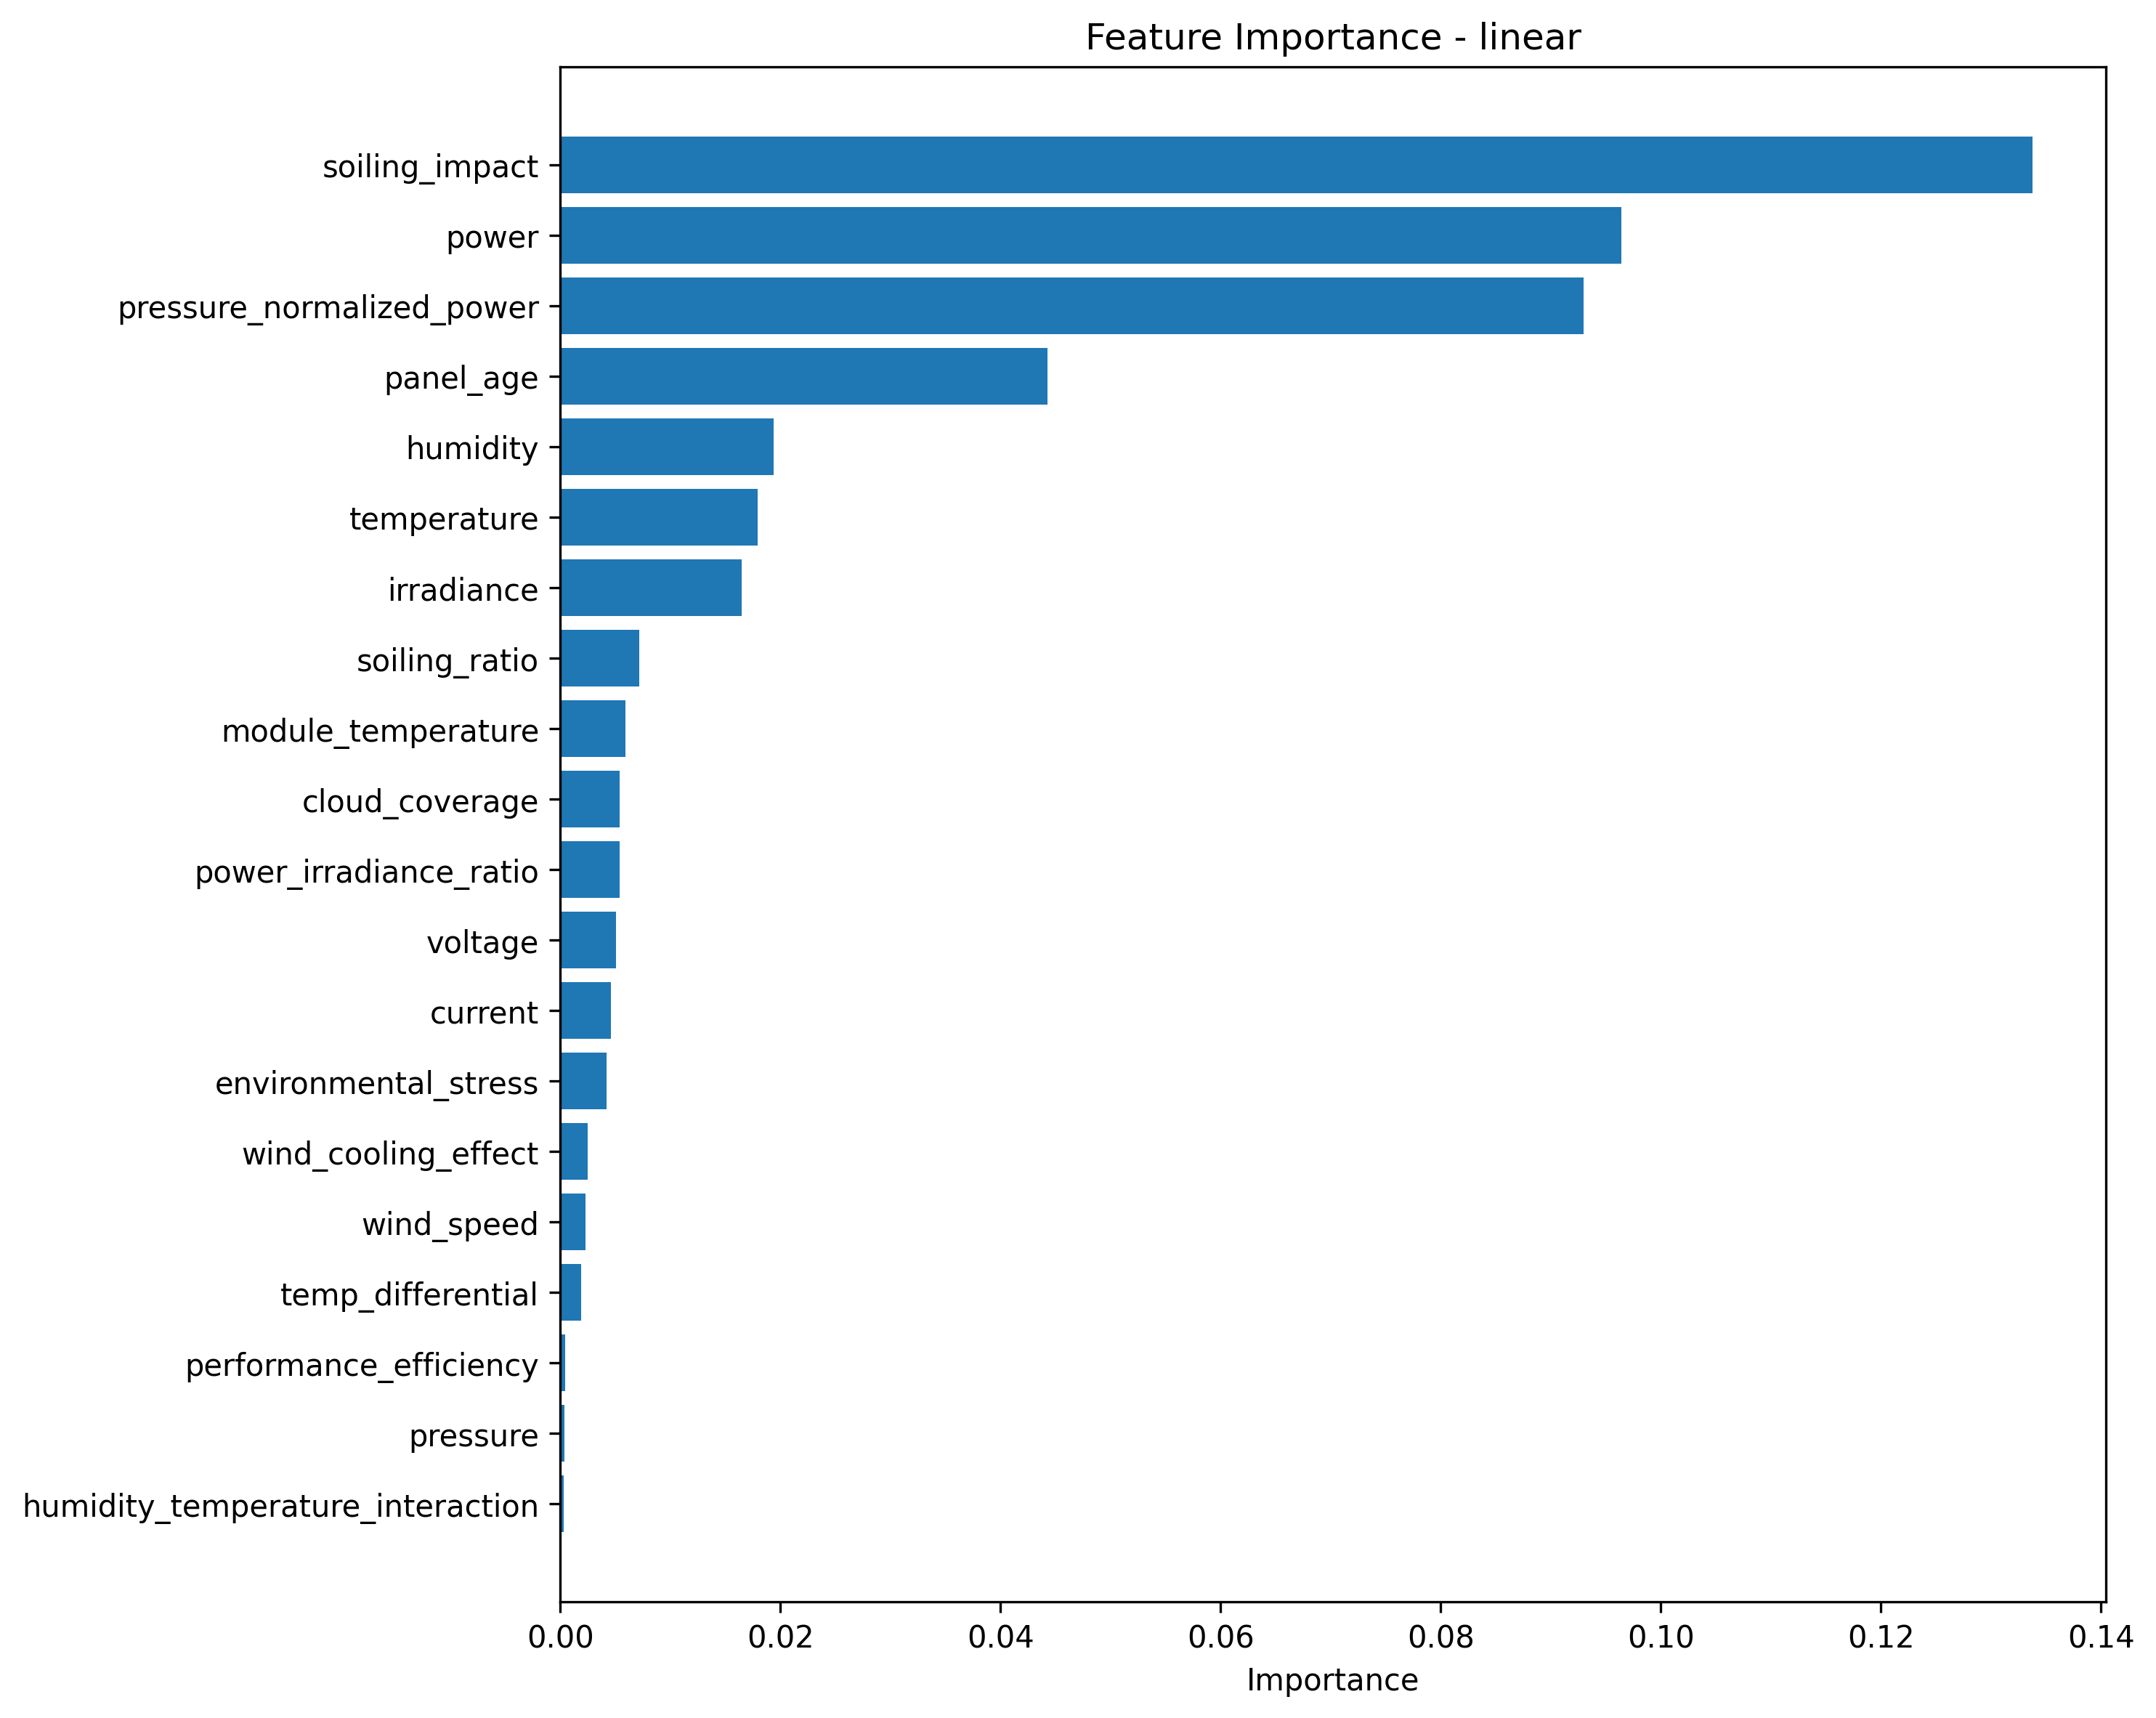 Feature Importance - linear
soiling_impact
power
pressure_normalized_power
panel_age
humidity
temperature
irradiance
soiling_ratio
module_temperature
cloud_coverage
power_irradiance_ratio
voltage
current
environmental_stress
wind_cooling_effect
wind_speed
temp_differential
performance_efficiency
pressure
humidity_temperature_interaction
0.00 0.02 0.04 0.06 0.08 0.10 0.12 0.14
Importance